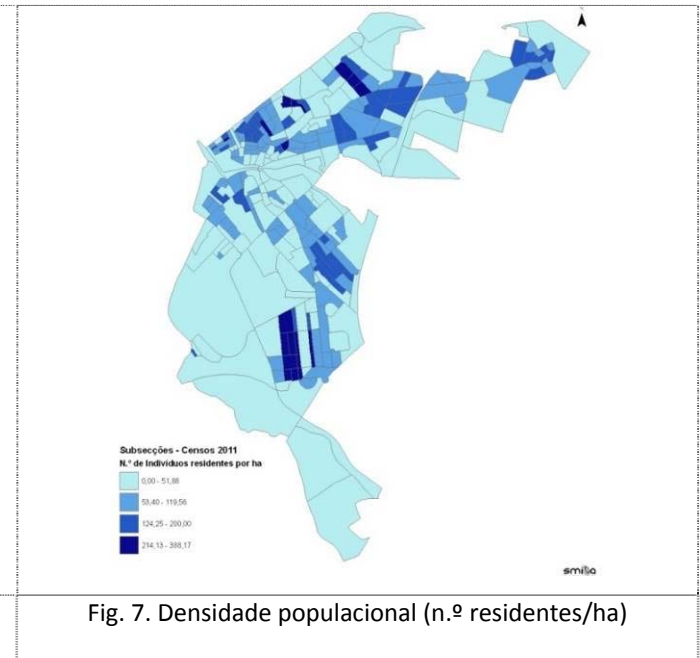 Subsecções - Censos 2011
N.º de Indivíduos residentes por ha
0,00 - 51,88
53,40 - 119,56
124,25 - 200,00
214,13 - 388,17
Fig. 7. Densidade populacional (n.º residentes/ha)